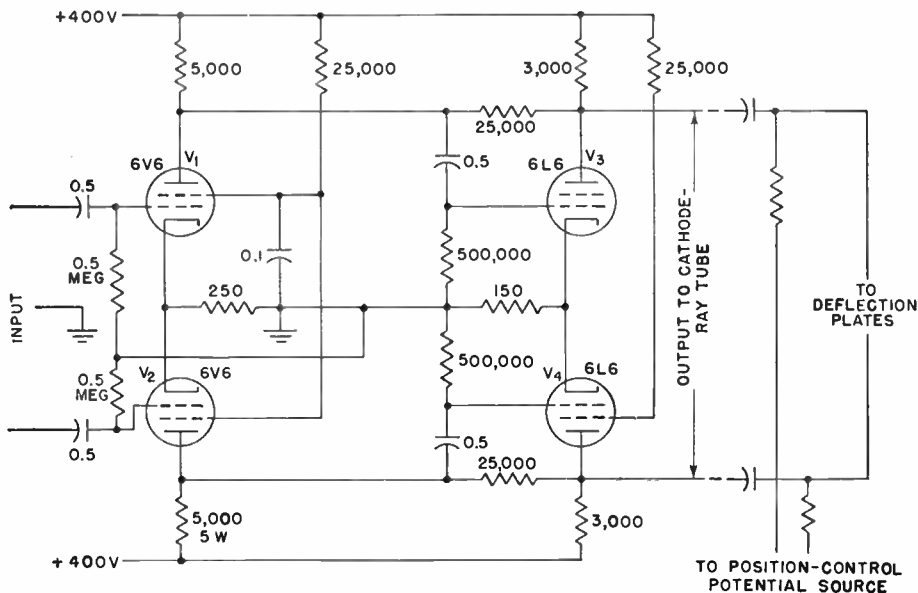 +400V
5,000
25,000
3,000
25,000
25,000
V1
6V6
0.5
0.5
6L6
V3
0.5
MEG
0.1
500,000
250
150
INPUT
OUTPUT TO CATHODE-
RAY TUBE
TO
DEFLECTION
PLATES
0.5
MEG
V2
6V6
500,000
V4
6L6
0.5
0.5
25,000
5,000
5 W
3,000
+400V
TO POSITION-CONTROL
POTENTIAL SOURCE